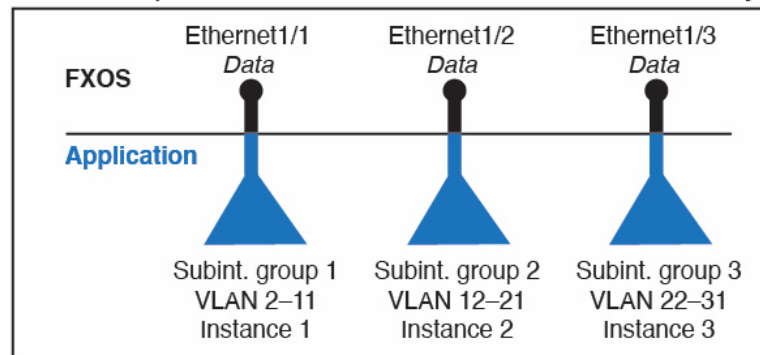 Ethernet1/1 Ethernet1/2 Ethernet1/3
Data Data Data
FXOS
Application
Subint. group 1 Subint. group 2 Subint. group 3
VLAN 2–11 VLAN 12–21 VLAN 22–31
Instance 1 Instance 2 Instance 3